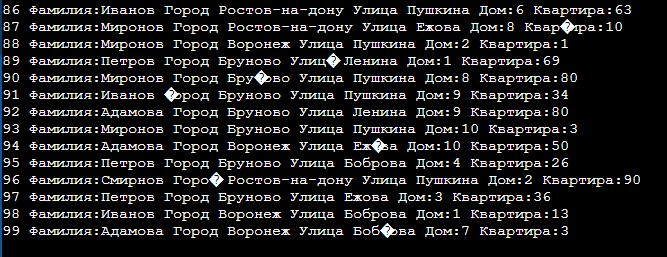 86 Фамилия:Иванов Город Ростов-на-дону Улица Пушкина Дом:6 Квартира:63
87 Фамилия:Миронов Город Ростов-на-дону Улица Ежова Дом:8 Квар�ира:10
88 Фамилия:Миронов Город Воронеж Улица Пушкина Дом:2 Квартира:1
89 Фамилия:Петров Город Бруново Улиц� Ленина Дом:1 Квартира:69
90 Фамилия:Миронов Город Бру�ово Улица Пушкина Дом:8 Квартира:80
91 Фамилия:Иванов �ород Бруново Улица Пушкина Дом:9 Квартира:34
92 Фамилия:Адамова Город Бруново Улица Ленина Дом:9 Квартира:80
93 Фамилия:Миронов Город Бруново Улица Пушкина Дом:10 Квартира:3
94 Фамилия:Адамова Город Воронеж Улица Еж�ва Дом:10 Квартира:50
95 Фамилия:Петров Город Бруново Улица Боброва Дом:4 Квартира:26
96 Фамилия:Смирнов Горо� Ростов-на-дону Улица Пушкина Дом:2 Квартира:90
97 Фамилия:Петров Город Бруново Улица Ежова Дом:3 Квартира:36
98 Фамилия:Иванов Город Воронеж Улица Боброва Дом:1 Квартира:13
99 Фамилия:Адамова Город Воронеж Улица Боб�ова Дом:7 Квартира:3